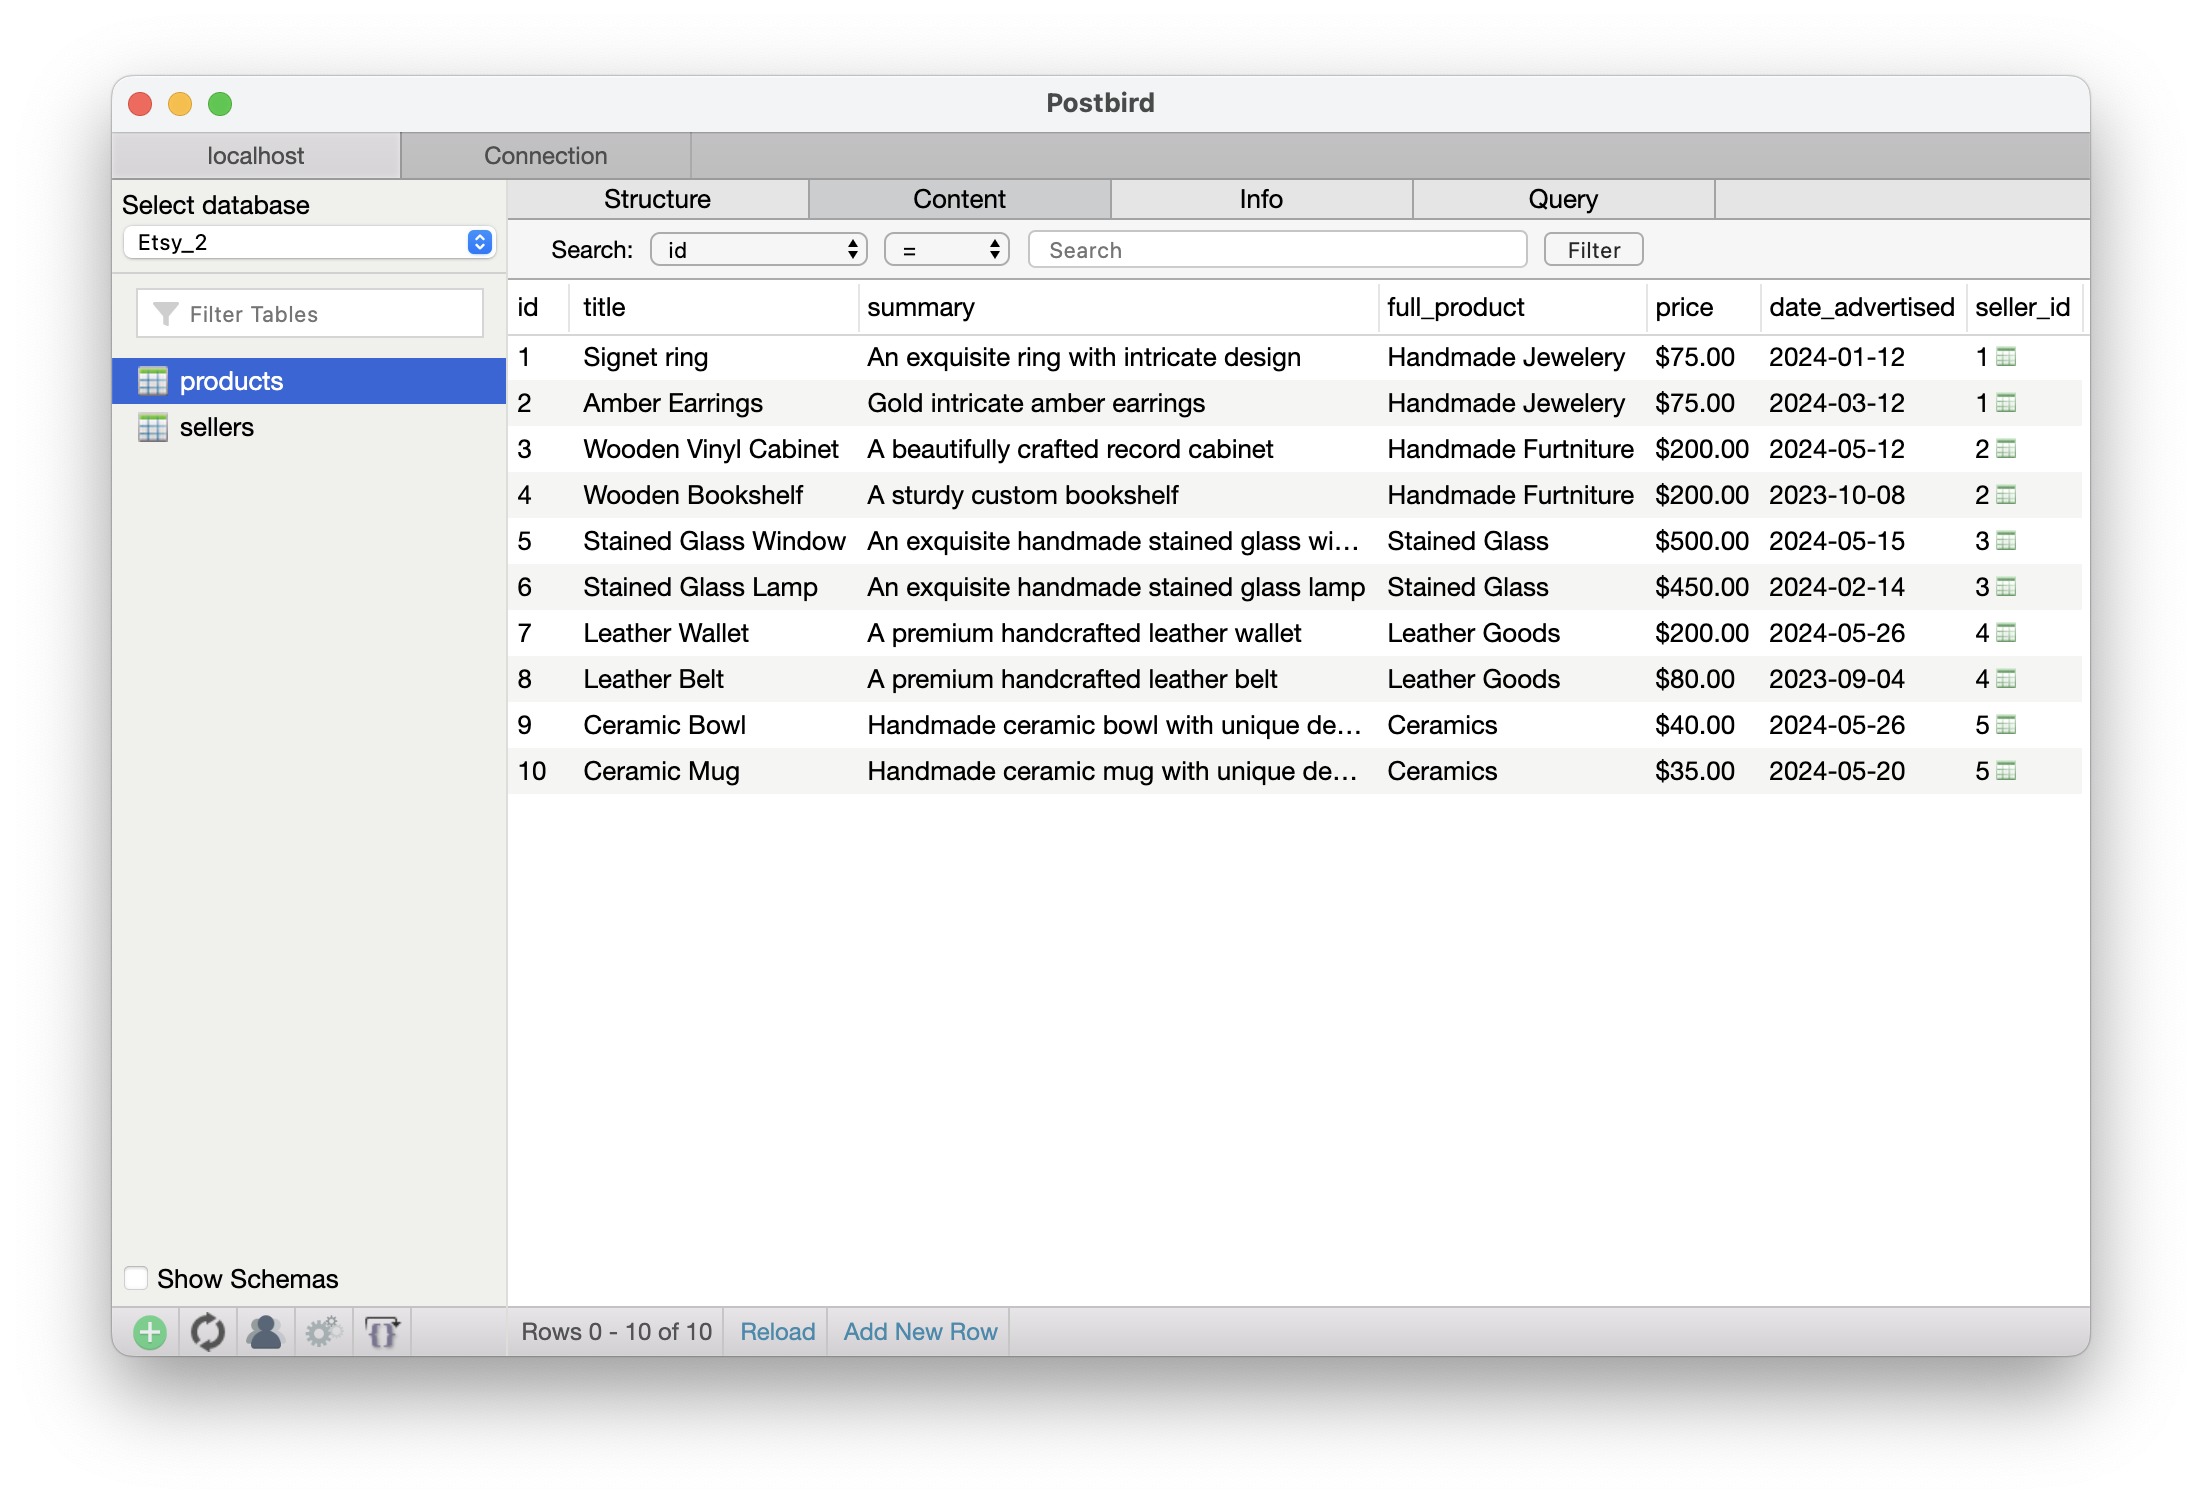 Postbird
localhost Connection
Select database
Etsy_2
Filter Tables
products
sellers
Show Schemas
Structure Content Info Query
Search: id = Search Filter
id title summary full_product price date_advertised seller_id
1 Signet ring An exquisite ring with intricate design Handmade Jewelery $75.00 2024-01-12 1
2 Amber Earrings Gold intricate amber earrings Handmade Jewelery $75.00 2024-03-12 1
3 Wooden Vinyl Cabinet A beautifully crafted record cabinet Handmade Furtniture $200.00 2024-05-12 2
4 Wooden Bookshelf A sturdy custom bookshelf Handmade Furtniture $200.00 2023-10-08 2
5 Stained Glass Window An exquisite handmade stained glass wi... Stained Glass $500.00 2024-05-15 3
6 Stained Glass Lamp An exquisite handmade stained glass lamp Stained Glass $450.00 2024-02-14 3
7 Leather Wallet A premium handcrafted leather wallet Leather Goods $200.00 2024-05-26 4
8 Leather Belt A premium handcrafted leather belt Leather Goods $80.00 2023-09-04 4
9 Ceramic Bowl Handmade ceramic bowl with unique de... Ceramics $40.00 2024-05-26 5
10 Ceramic Mug Handmade ceramic mug with unique de... Ceramics $35.00 2024-05-20 5
Rows 0 - 10 of 10 Reload Add New Row